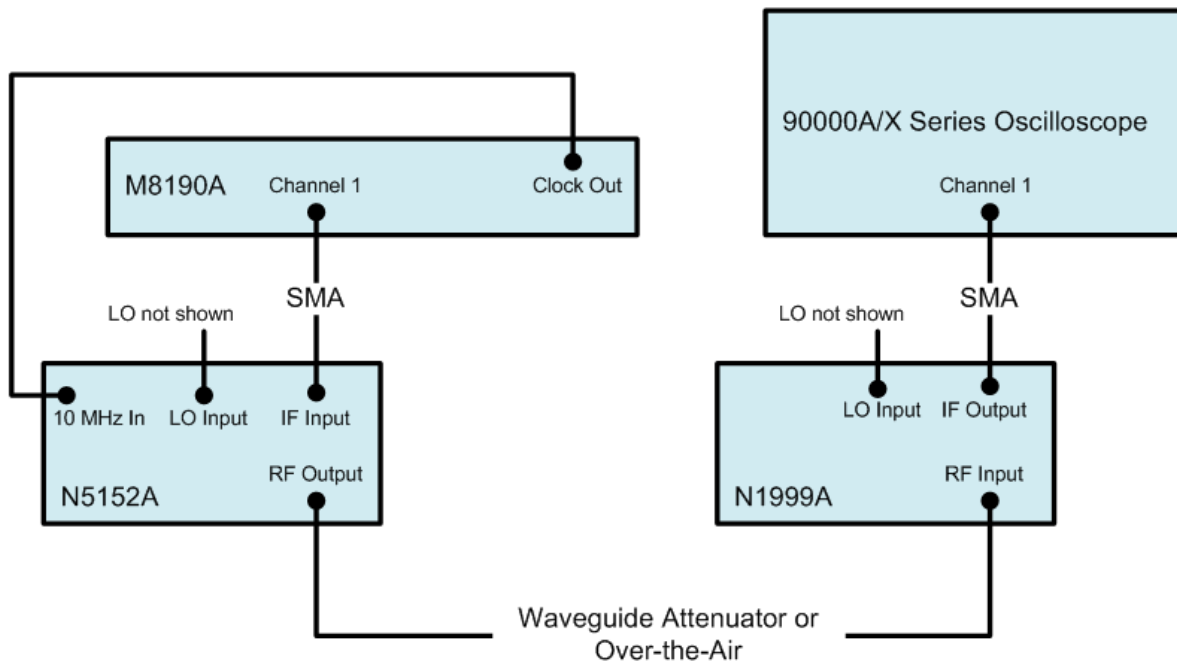 90000A/X Series Oscilloscope
M8190A
Channel 1
Clock Out
Channel 1
SMA
SMA
LO not shown
LO not shown
10 MHz In
LO Input
IF Input
LO Input
IF Output
RF Output
RF Input
N5152A
N1999A
Waveguide Attenuator or
Over-the-Air